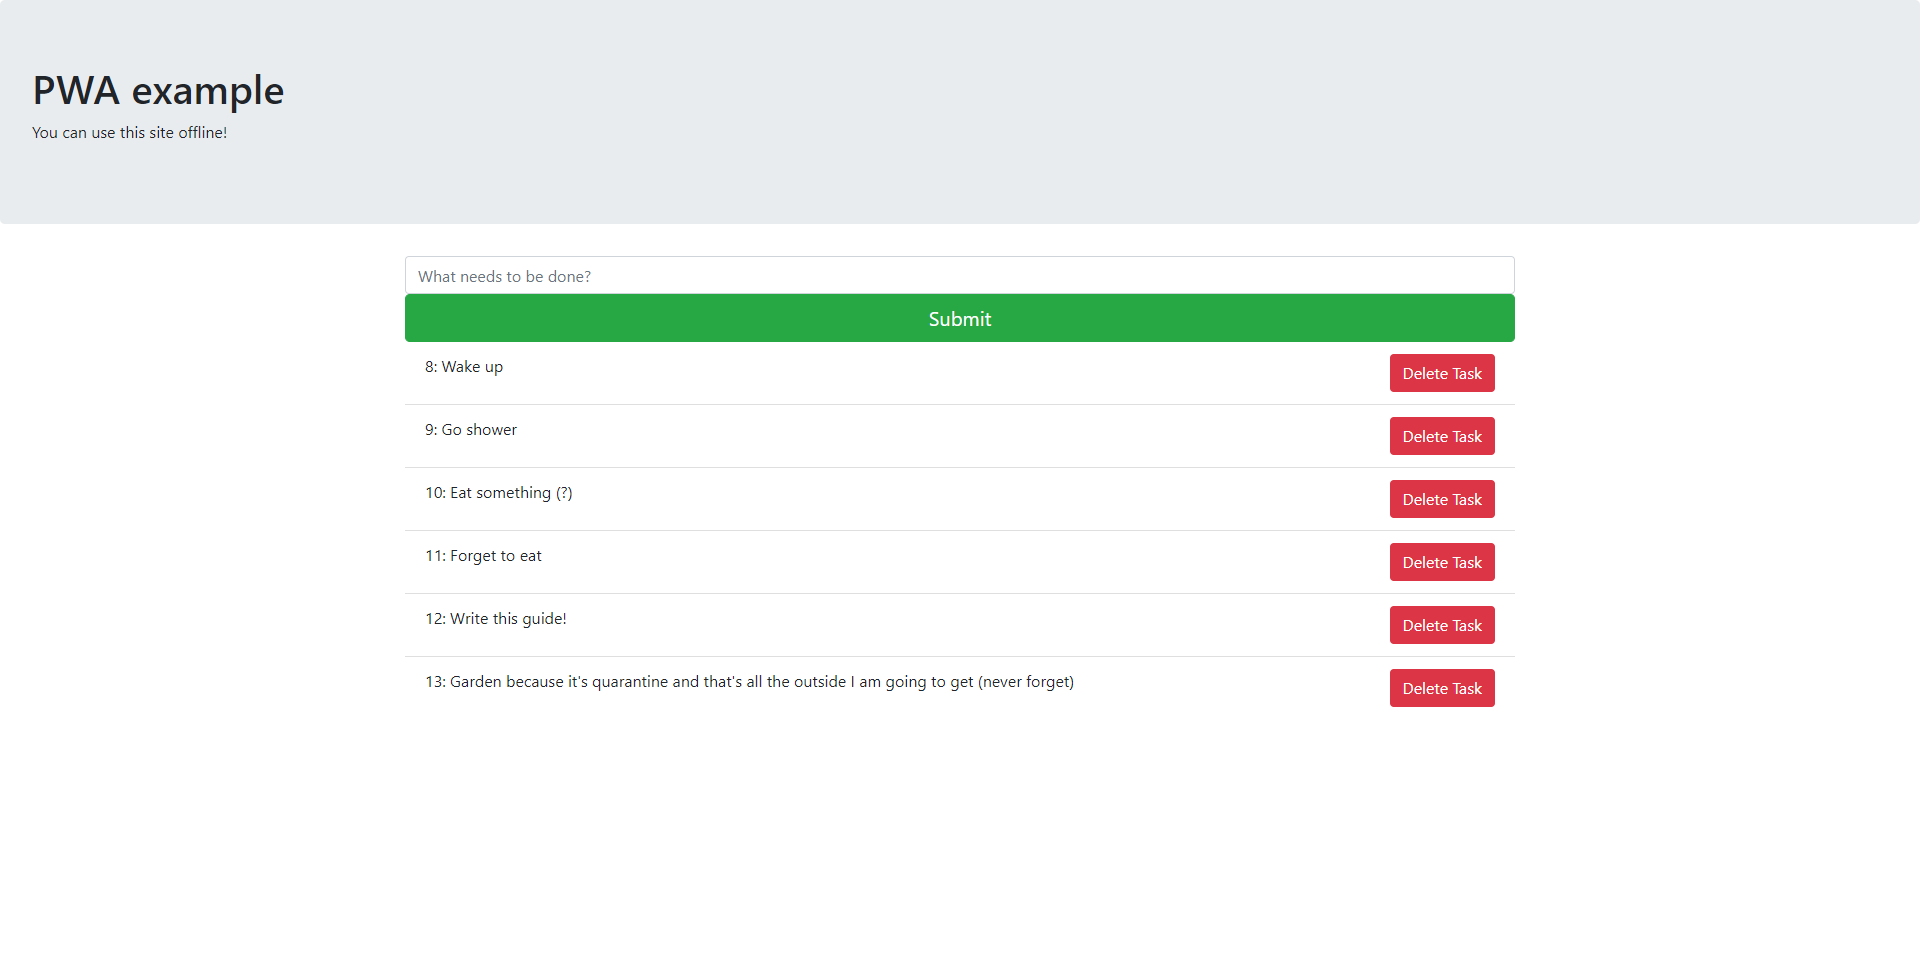 PWA example
You can use this site offline!
What needs to be done?
Submit
8: Wake up
Delete Task
9: Go shower
Delete Task
10: Eat something (?)
Delete Task
11: Forget to eat
Delete Task
12: Write this guide!
Delete Task
13: Garden because it's quarantine and that's all the outside I am going to get (never forget)
Delete Task